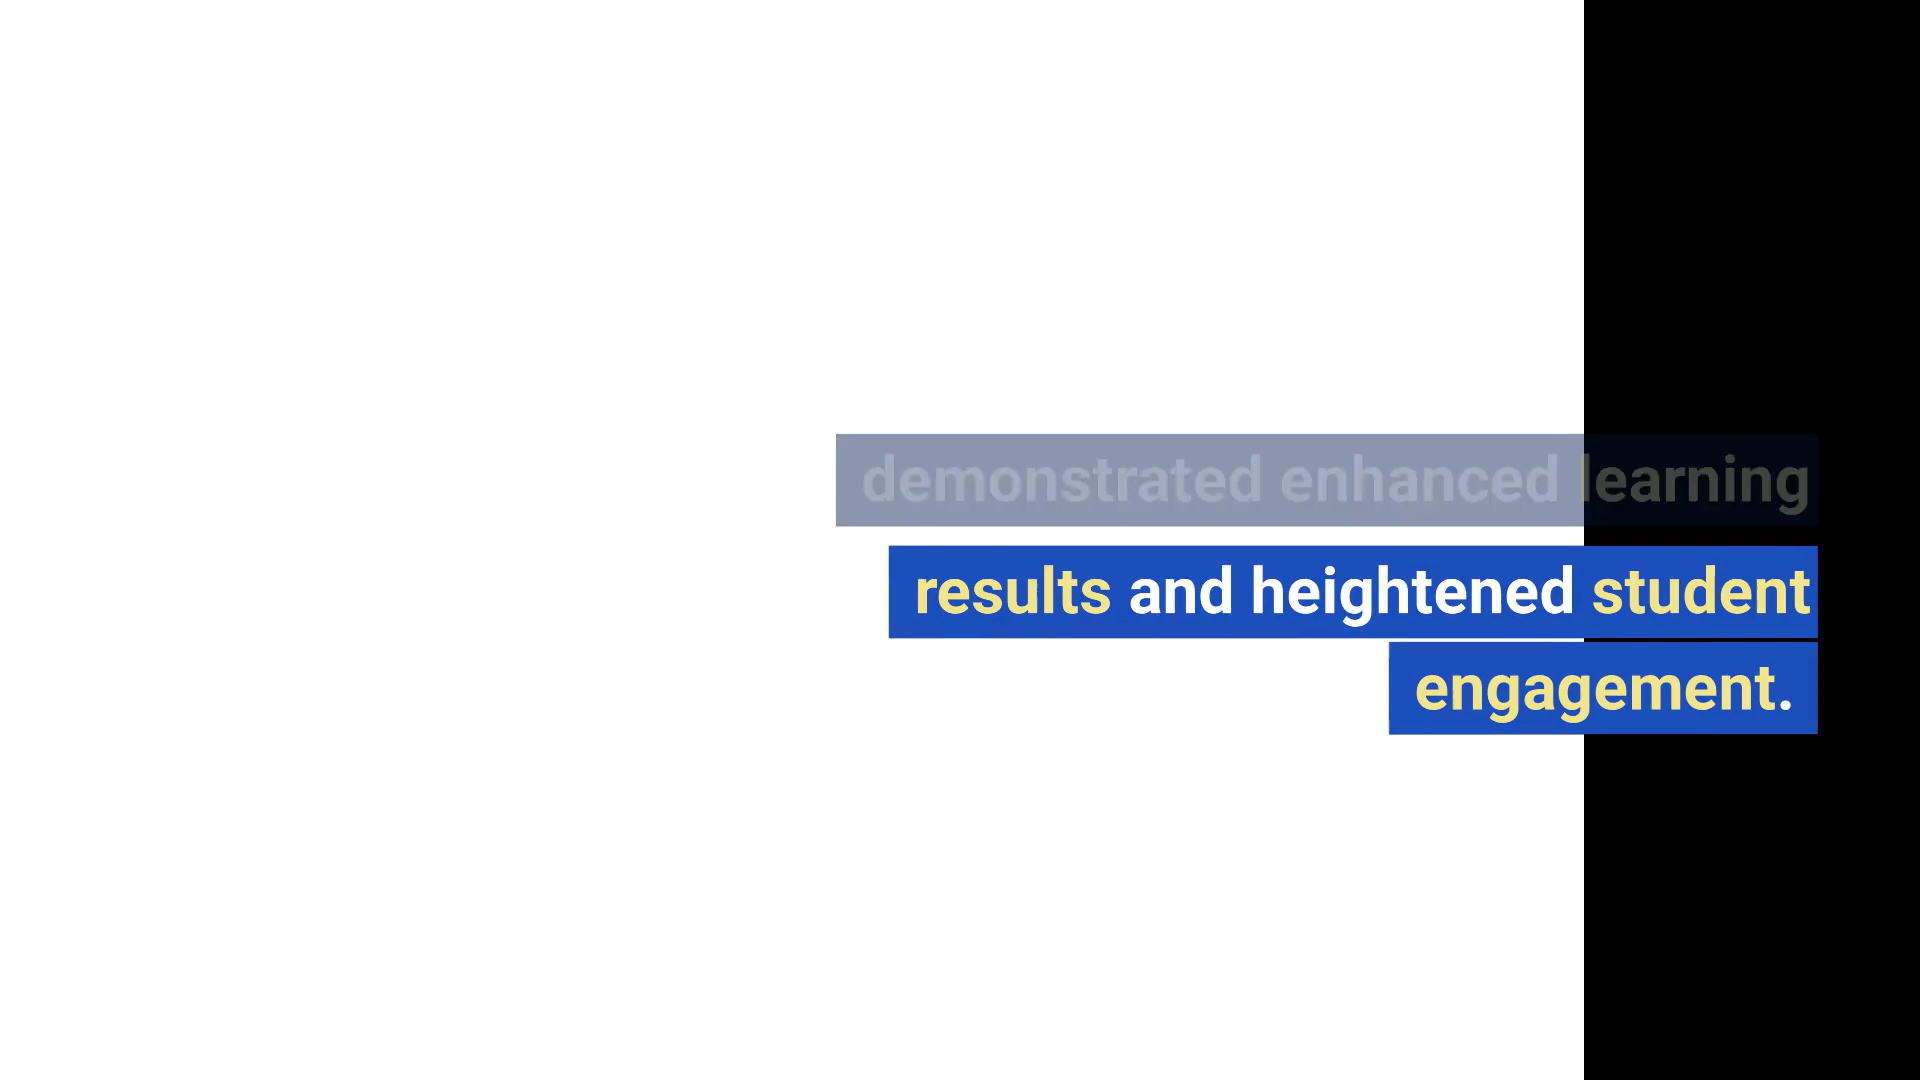 demonstrated enhanced learning
results and heightened student
engagement.